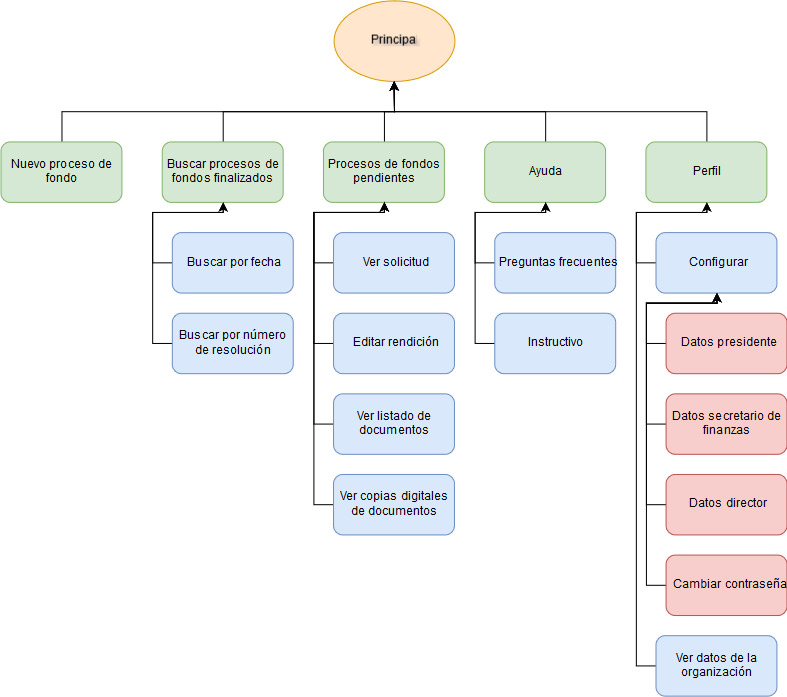 Principa
Nuevo proceso de
fondo
Buscar procesos de
fondos finalizados
Procesos de fondos
pendientes
Ayuda
Perfil
Buscar por fecha
Buscar por número
de resolución
Ver solicitud
Editar rendición
Ver listado de
documentos
Ver copias digitales
de documentos
Preguntas frecuentes
Instructivo
Configurar
Datos presidente
Datos secretario de
finanzas
Datos director
Cambiar contraseña
Ver datos de la
organización